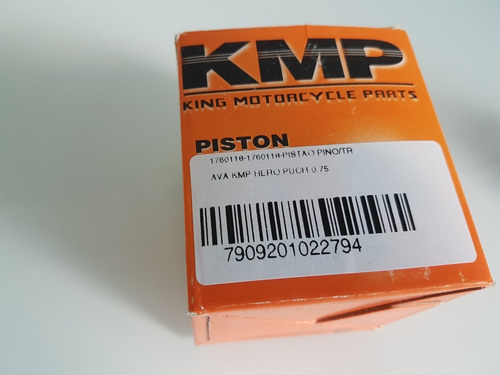 KMP
KING MOTORCYCLE PARTS
PISTON
1760118-1760118-PISTAO PINO/TR
AVA KMP HERO PUCH 0.75
7909201022794